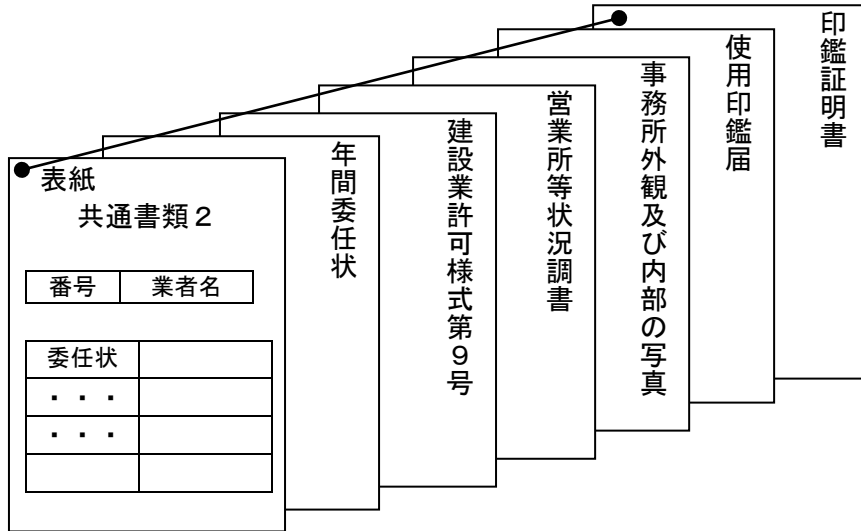 表紙
共通書類２
番号 業者名
委任状
・・・
・・・
年間委任状
建設業許可様式第９号
営業所等状況調書
事務所外観及び内部の写真
使用印鑑届
印鑑証明書